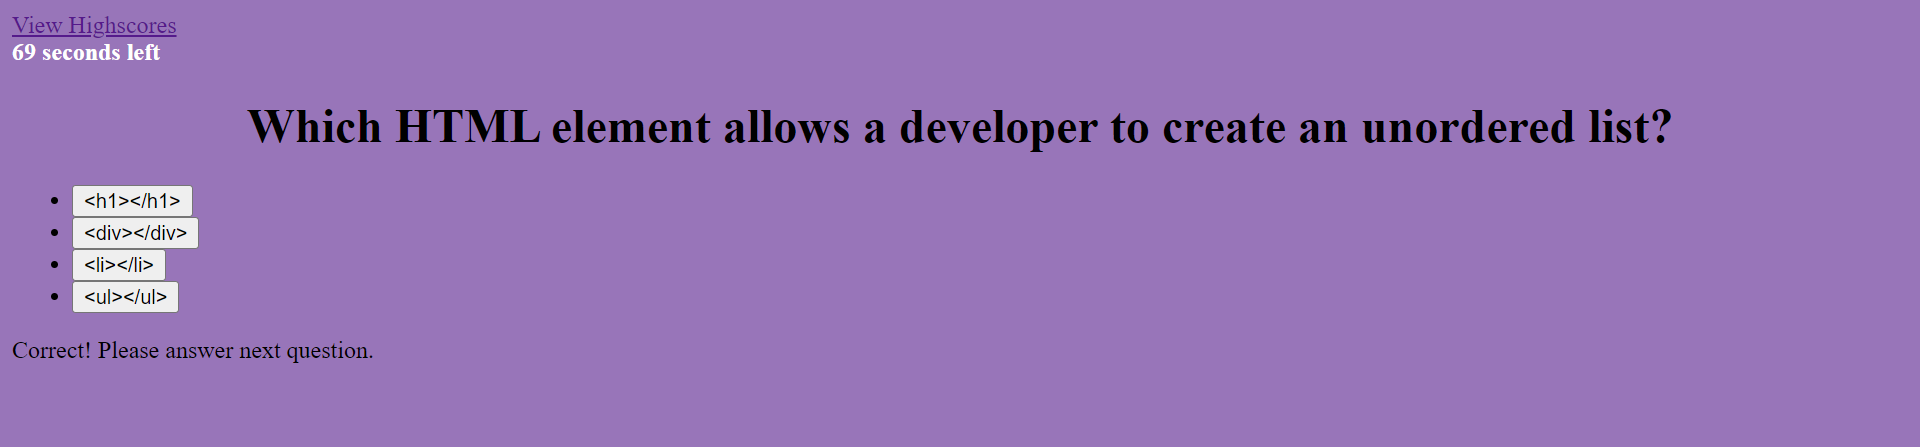 View Highscores
69 seconds left
Which HTML element allows a developer to create an unordered list?
<h1></h1>
<div></div>
<li></li>
<ul></ul>
Correct! Please answer next question.